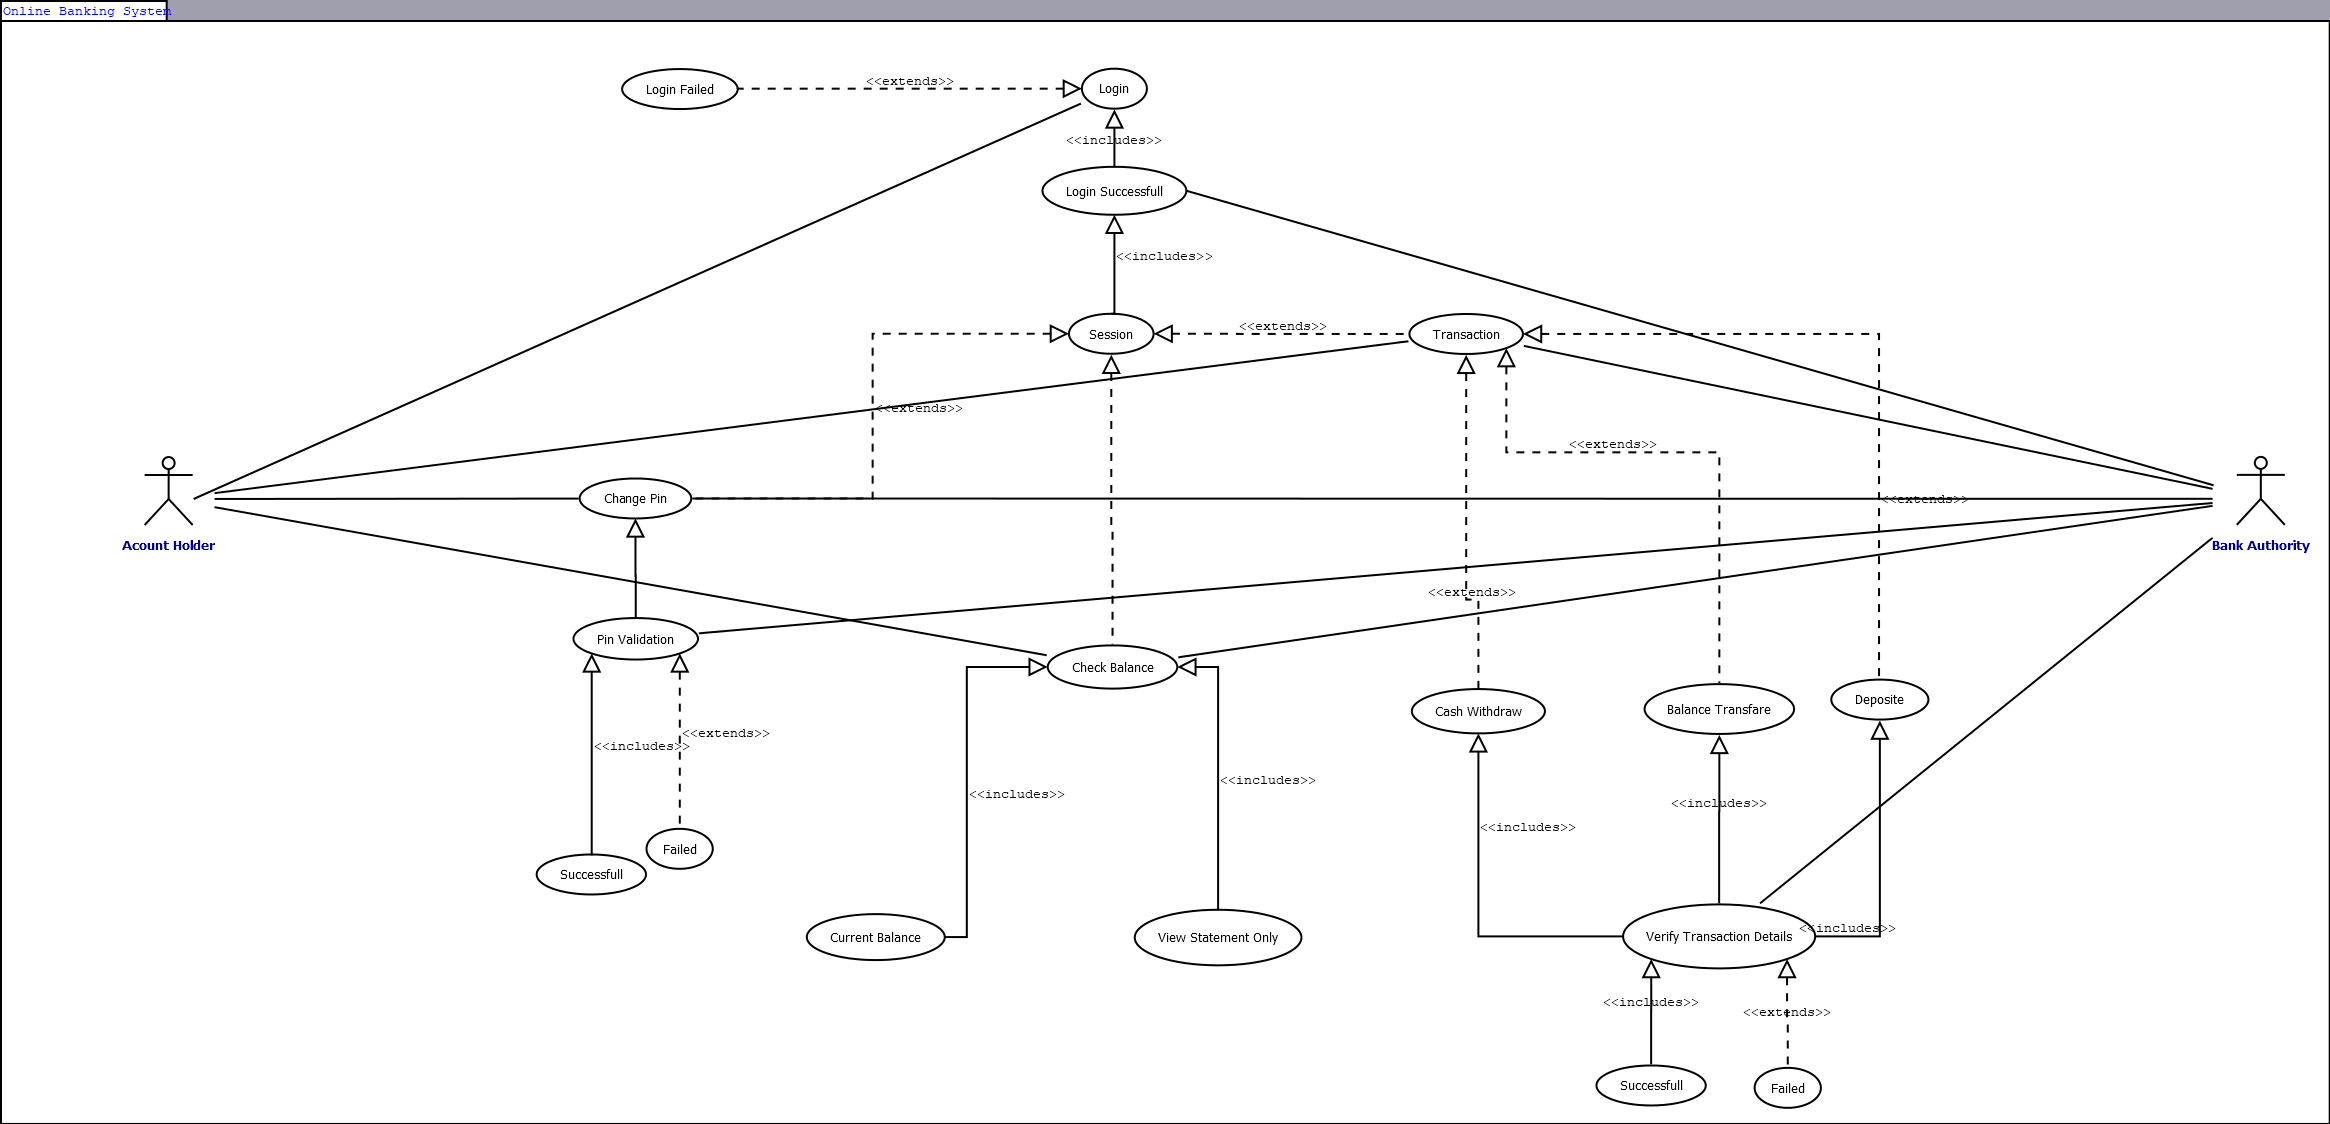 Online Banking System
<<extends>>
Login Failed
Login
<<includes>>
Login Successfull
<<includes>>
<<extends>>
Session
Transaction
<<extends>>
<<extends>>
Change Pin
<<extends>>
Acount Holder
Bank Authority
<<extends>>
Pin Validation
Check Balance
Cash Withdraw
Balance Transfare
Deposite
<<extends>>
<<includes>>
<<includes>>
<<includes>>
<<includes>>
<<includes>>
Failed
Successfull
Current Balance
View Statement Only
Verify Transaction Details
<<includes>>
<<includes>>
<<extends>>
Successfull
Failed